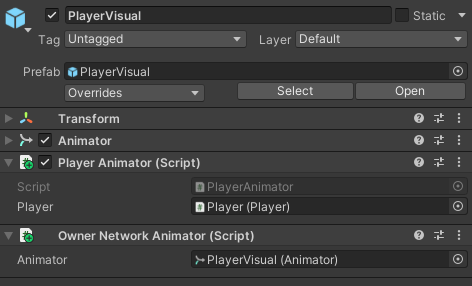 PlayerVisual Static
Tag Untagged Layer Default
Prefab PlayerVisual
Overrides Select Open
Transform
Animator
Player Animator (Script)
Script PlayerAnimator
Player Player (Player)
Owner Network Animator (Script)
Animator PlayerVisual (Animator)